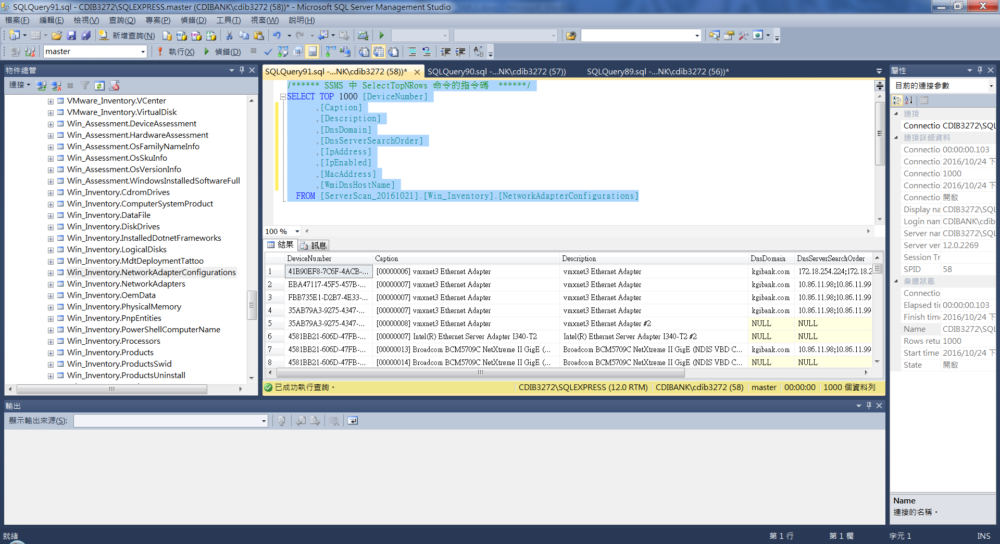 SQLQuery91.sql - CDIB3272\SQLEXPRESS.master (CDIBANK\cdib3272 (58))* - Microsoft SQL Server Management Studio
檔案(F) 編輯(E) 檢視(V) 查詢(Q) 專案(P) 偵錯(D) 工具(T) 視窗(W) 說明(H)
新增查詢(N)
master 執行(X) 偵錯(D)
物件總管
連接
VMware_Inventory.VCenter
VMware_Inventory.VirtualDisk
Win_Assessment.DeviceAssessment
Win_Assessment.HardwareAssessment
Win_Assessment.OsFamilyNameInfo
Win_Assessment.OsSkuInfo
Win_Assessment.OsVersionInfo
Win_Assessment.WindowsInstalledSoftwareFull
Win_Inventory.CdromDrives
Win_Inventory.ComputerSystemProduct
Win_Inventory.DataFile
Win_Inventory.DiskDrives
Win_Inventory.InstalledDotnetFrameworks
Win_Inventory.LogicalDisks
Win_Inventory.MdtDeploymentTattoo
Win_Inventory.NetworkAdapterConfigurations
Win_Inventory.NetworkAdapters
Win_Inventory.OemData
Win_Inventory.PhysicalMemory
Win_Inventory.PnpEntities
Win_Inventory.PowerShellComputerName
Win_Inventory.Processors
Win_Inventory.Products
Win_Inventory.ProductsSwid
Win_Inventory.ProductsUninstall
SQLQuery91.sql -...NK\cdib3272 (58))* SQLQuery90.sql -...NK\cdib3272 (57)) SQLQuery89.sql -...NK\cdib3272 (56))*
/****** SSMS 中 SelectTopNRows 命令的指令碼 ******/
SELECT TOP 1000 [DeviceNumber]
,[Caption]
,[Description]
,[DnsDomain]
,[DnsServerSearchOrder]
,[IpAddress]
,[IpEnabled]
,[MacAddress]
,[WmiDnsHostName]
FROM [ServerScan_20161021].[Win_Inventory].[NetworkAdapterConfigurations]
100 %
結果 訊息
DeviceNumber Caption Description DnsDomain DnsServerSearchOrder
1 41B90EF8-7C6F-4ACB-... [00000006] vmxnet3 Ethernet Adapter vmxnet3 Ethernet Adapter kgibank.com 172.18.254.224;172.18.2
2 EBA47117-45F5-457B-... [00000007] vmxnet3 Ethernet Adapter vmxnet3 Ethernet Adapter kgibank.com 10.86.11.98;10.86.11.99
3 FBB735E1-D2B7-4E33-... [00000007] vmxnet3 Ethernet Adapter vmxnet3 Ethernet Adapter kgibank.com 10.86.11.98;10.86.11.99
4 35AB79A3-9275-4347-... [00000007] vmxnet3 Ethernet Adapter vmxnet3 Ethernet Adapter kgibank.com 10.86.11.98;10.86.11.99
5 35AB79A3-9275-4347-... [00000008] vmxnet3 Ethernet Adapter vmxnet3 Ethernet Adapter #2 NULL NULL
6 4581BB21-606D-47FB-... [00000007] Intel(R) Ethernet Server Adapter I340-T2 Intel(R) Ethernet Server Adapter I340-T2 #2 NULL NULL
7 4581BB21-606D-47FB-... [00000013] Broadcom BCM5709C NetXtreme II GigE (... Broadcom BCM5709C NetXtreme II GigE (NDIS VBD C... kgibank.com 10.86.11.98;10.86.11.99
8 4581BB21-606D-47FB-... [00000014] Broadcom BCM5709C NetXtreme II GigE (... Broadcom BCM5709C NetXtreme II GigE (NDIS VBD C... NULL NULL
已成功執行查詢。 CDIB3272\SQLEXPRESS (12.0 RTM) CDIBANK\cdib3272 (58) master 00:00:00 1000 個資料列
屬性
目前的連接參數
連接
Connectio CDIB3272\SQL
連接詳細資料
Connectio 00:00:00.103
Connectio 2016/10/24 下
Connectio 1000
Connectio 2016/10/24 下
Connectio 開啟
Display na CDIB3272\SQL
Login nam CDIBANK\cdib
Server nar CDIB3272\SQL
Server ver 12.0.2269
Session Tr
SPID 58
彙總狀態
Connectio
Elapsed ti 00:00:00.103
Finish time 2016/10/24 下
Name CDIB3272\SQL
Rows retu 1000
Start time 2016/10/24 下
State 開啟
Name
連接的名稱。
輸出
顯示輸出來源(S):
就緒 第 1 行 第 1 欄 字元 1 INS